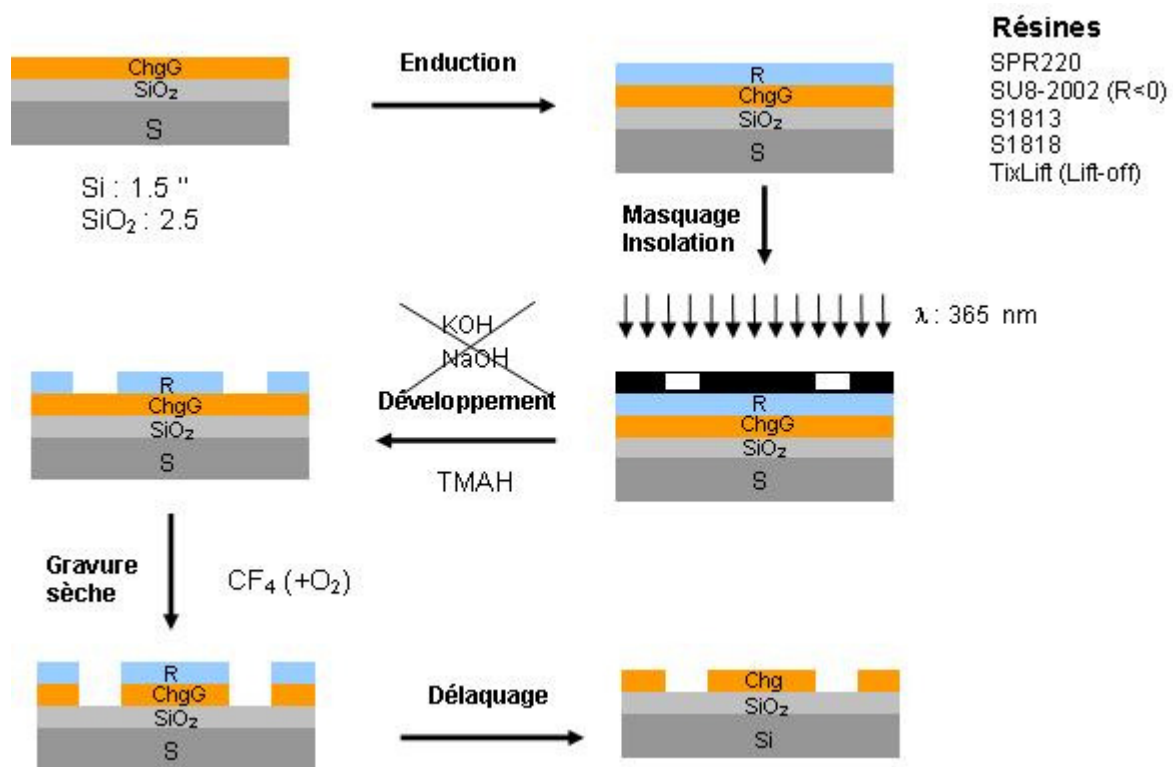 ChgG
SiO₂
S
Si : 1.5 "
SiO₂ : 2.5
Enduction
R
ChgG
SiO₂
S
Résines
SPR220
SU8-2002 (R<0)
S1813
S1818
TixLift (Lift-off)
Masquage
Insolation
λ : 365 nm
R
ChgG
SiO₂
S
KOH
NaOH
Développement
TMAH
R
ChgG
SiO₂
S
Gravure
sèche
CF₄ (+O₂)
R
ChgG
SiO₂
S
Délaquage
Chg
SiO₂
Si